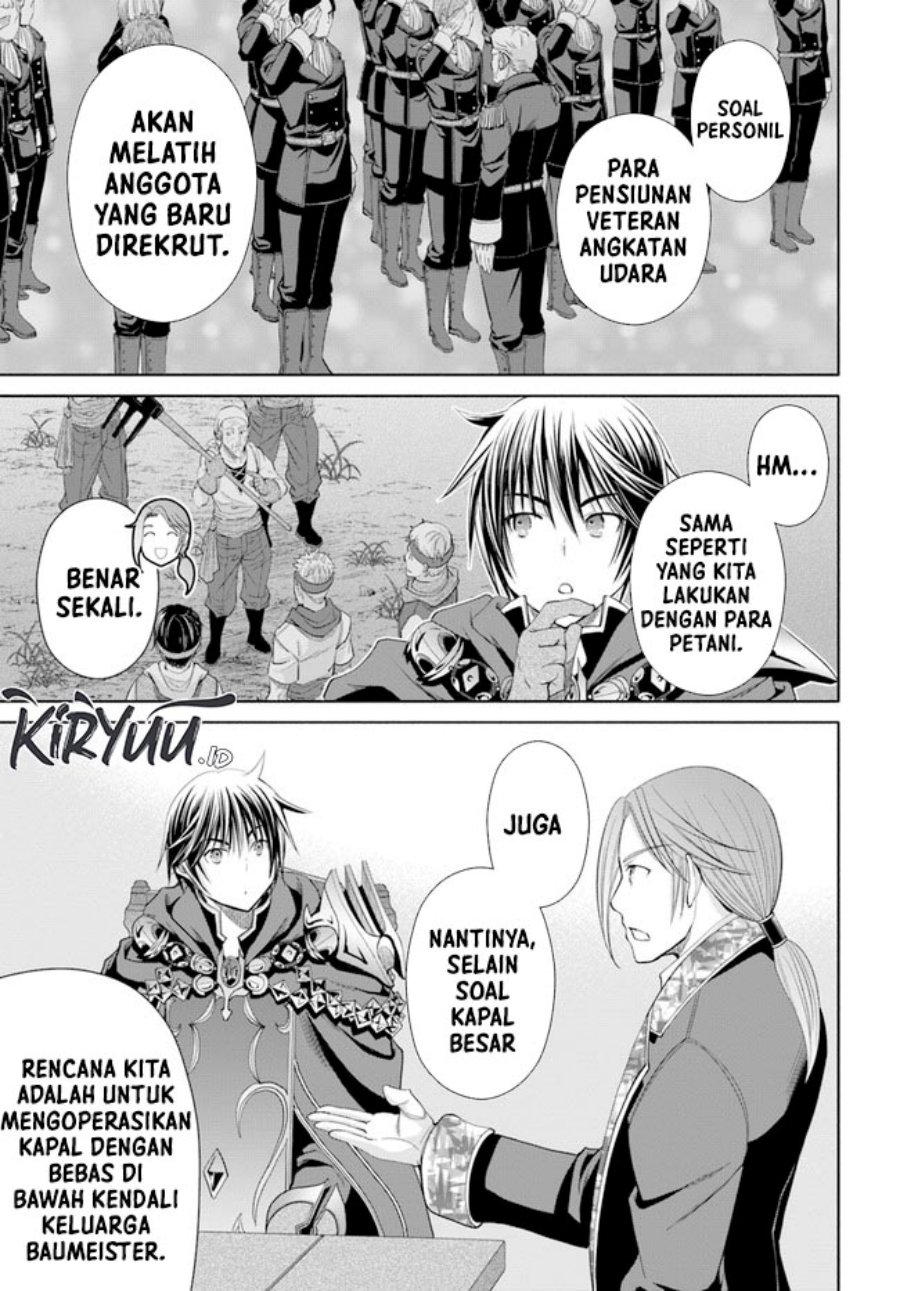 SOAL
PERSONIL
PARA
PENSIUNAN
VETERAN
ANGKATAN
UDARA
AKAN
MELATIH
ANGGOTA
YANG BARU
DIREKRUT.
HM...
SAMA
SEPERTI
YANG KITA
LAKUKAN
DENGAN PARA
PETANI.
BENAR
SEKALI.
KIRYUU.ID
JUGA
NANTINYA,
SELAIN
SOAL
KAPAL
BESAR
RENCANA KITA
ADALAH UNTUK
MENGOPERASIKAN
KAPAL DENGAN
BEBAS DI
BAWAH KENDALI
KELUARGA
BAUMEISTER.